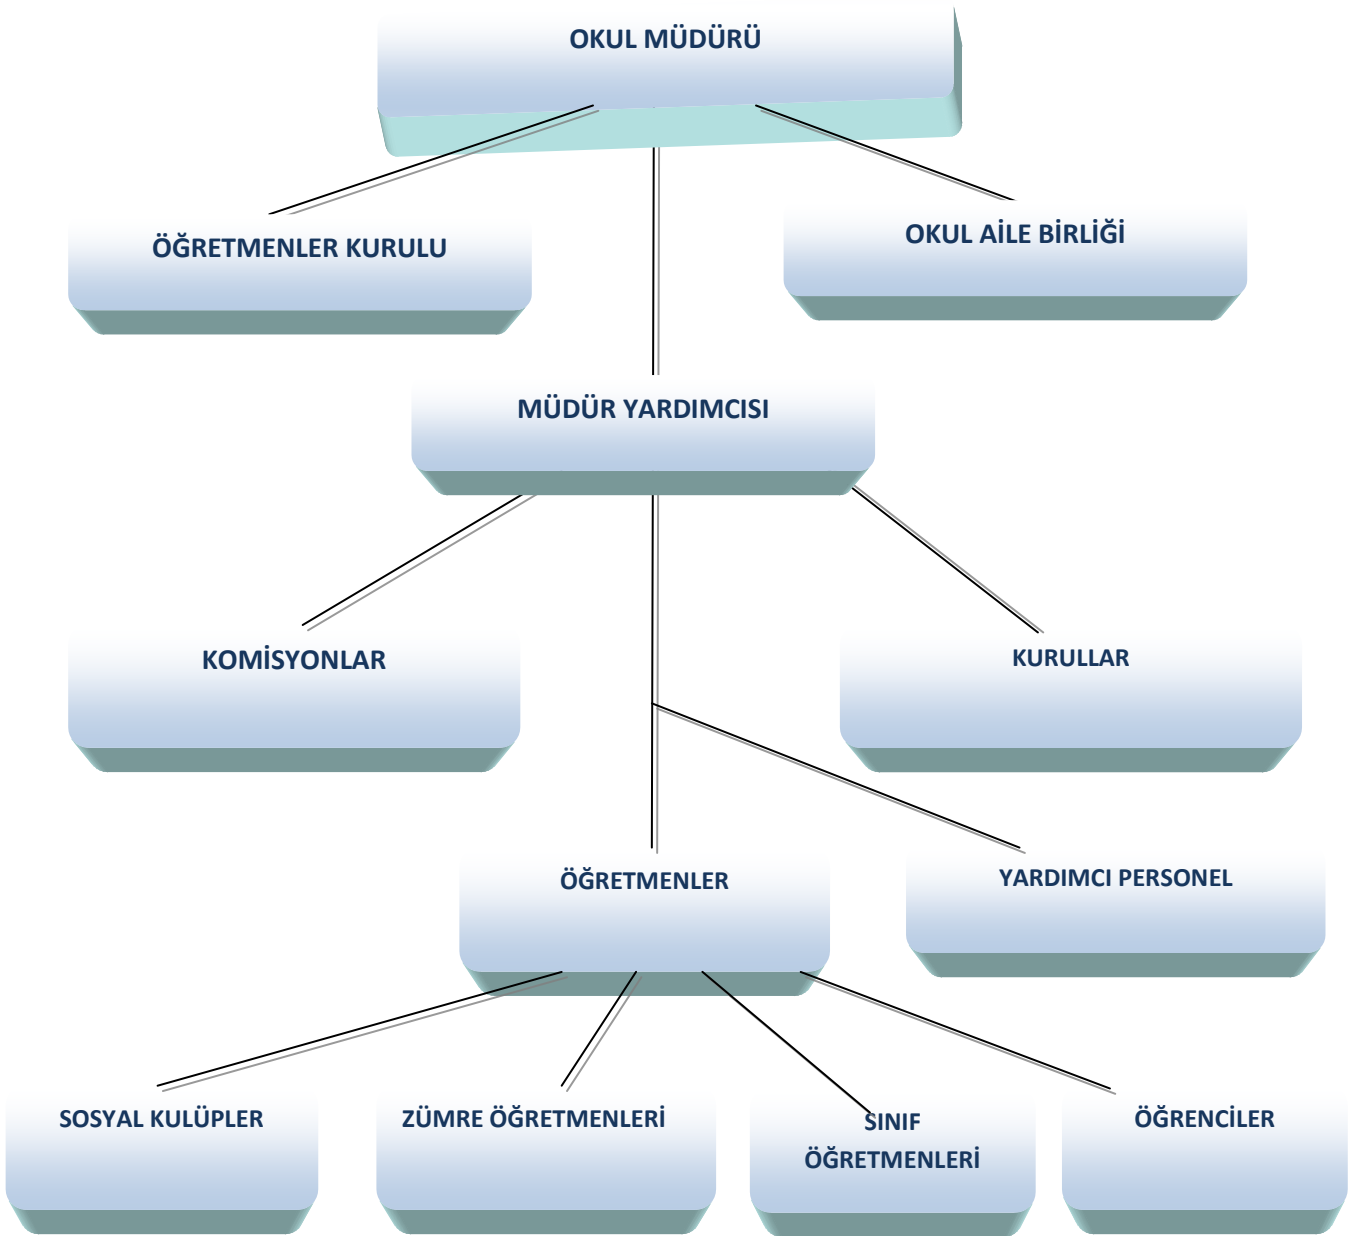 OKUL MÜDÜRÜ
ÖĞRETMENLER KURULU
OKUL AİLE BİRLİĞİ
MÜDÜR YARDIMCISI
KOMİSYONLAR
KURULLAR
ÖĞRETMENLER
YARDIMCI PERSONEL
SOSYAL KULÜPLER
ZÜMRE ÖĞRETMENLERİ
SINIF
ÖĞRETMENLERİ
ÖĞRENCİLER